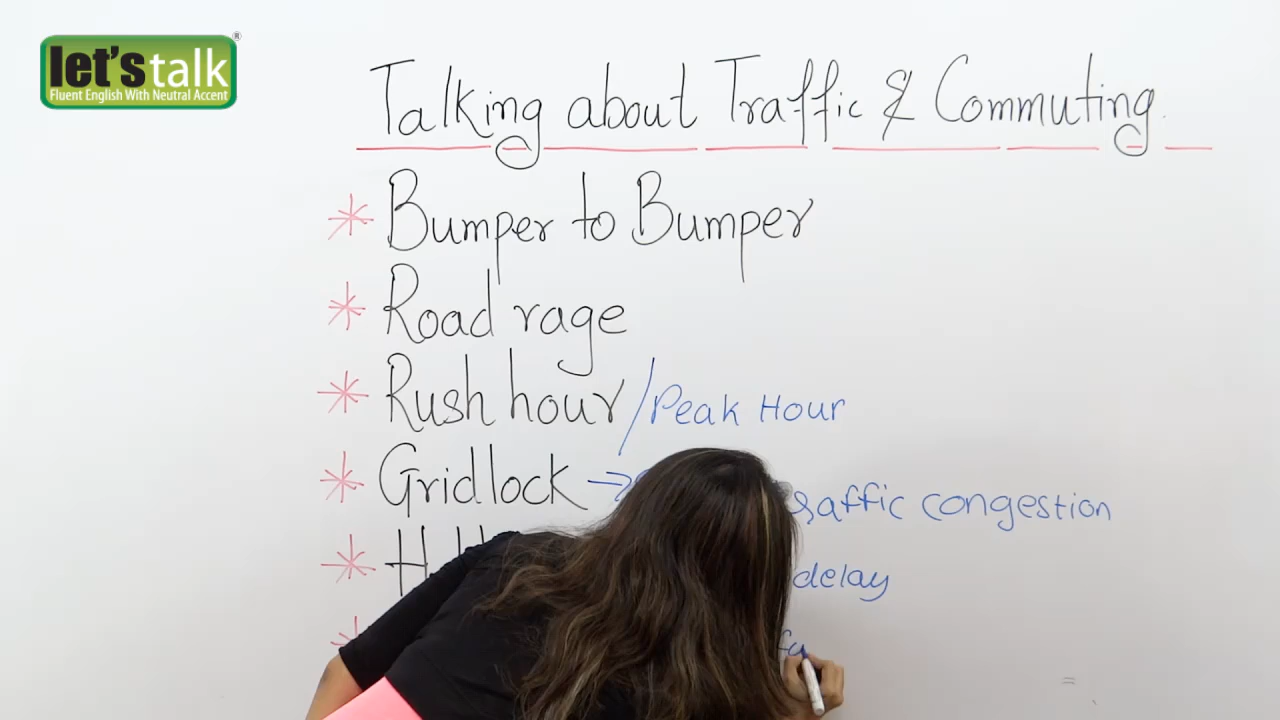 let's talk®
Fluent English With Neutral Accent
Talking about Traffic & Commuting.
* Bumper to Bumper
* Road rage
* Rush hour / Peak Hour
* Gridlock → traffic congestion
* delay
*